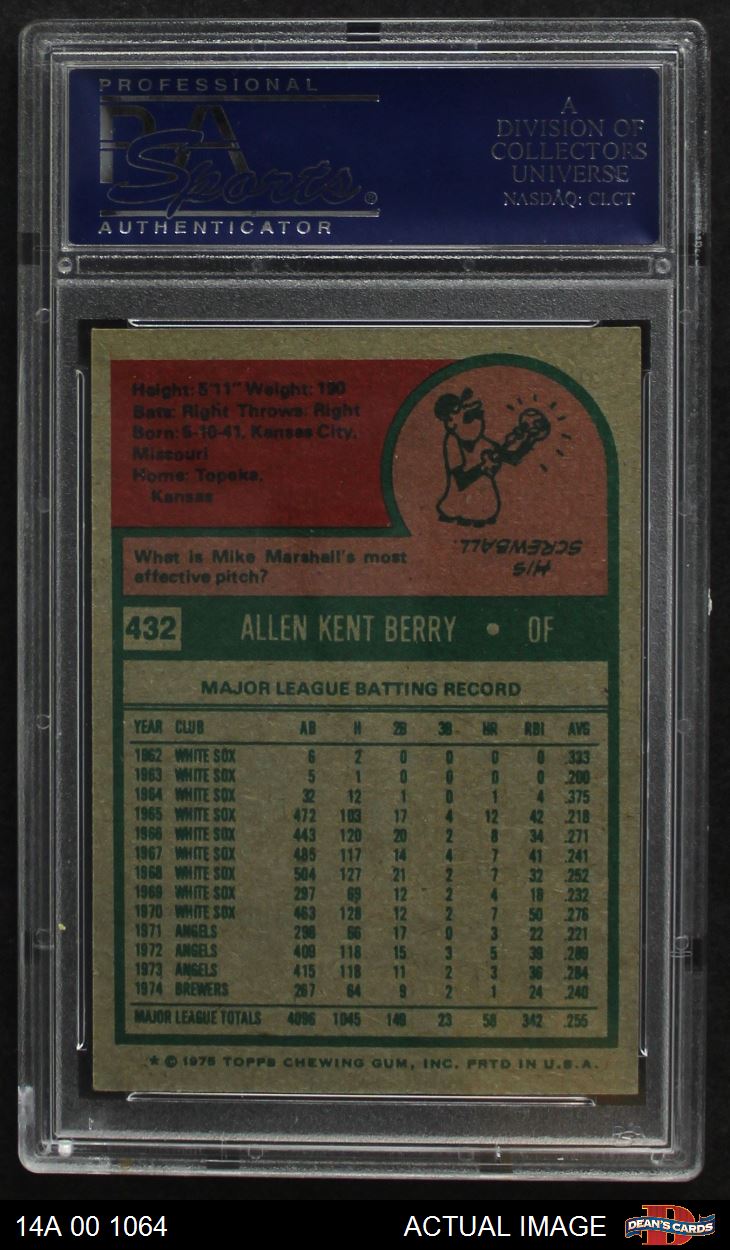 PROFESSIONAL
PSA
Sports®
AUTHENTICATOR
A
DIVISION OF
COLLECTORS
UNIVERSE
NASDAQ: CLCT
Height: 5'11" Weight: 190
Bats: Right Throws: Right
Born: 5-10-41, Kansas City,
Missouri
Home: Topeka,
Kansas
HIS
SCREWBALL.
What is Mike Marshall's most
effective pitch?
432 ALLEN KENT BERRY • OF
MAJOR LEAGUE BATTING RECORD
YEAR CLUB AB H 2B 3B HR RBI AVG
1962 WHITE SOX 6 2 0 0 0 0 .333
1963 WHITE SOX 5 1 0 0 0 0 .200
1964 WHITE SOX 32 12 1 0 1 4 .375
1965 WHITE SOX 472 103 17 4 12 42 .218
1966 WHITE SOX 443 120 20 2 8 34 .271
1967 WHITE SOX 485 117 14 4 7 41 .241
1968 WHITE SOX 504 127 21 2 7 32 .252
1969 WHITE SOX 297 69 12 2 4 18 .232
1970 WHITE SOX 463 128 12 2 7 50 .276
1971 ANGELS 298 66 17 0 3 22 .221
1972 ANGELS 409 118 15 3 5 39 .289
1973 ANGELS 415 118 11 2 3 36 .284
1974 BREWERS 267 64 9 2 1 24 .240
MAJOR LEAGUE TOTALS 4096 1045 149 23 58 342 .255
* © 1975 TOPPS CHEWING GUM, INC. PRTD IN U.S.A.
14A 00 1064 ACTUAL IMAGE DEAN'S CARDS